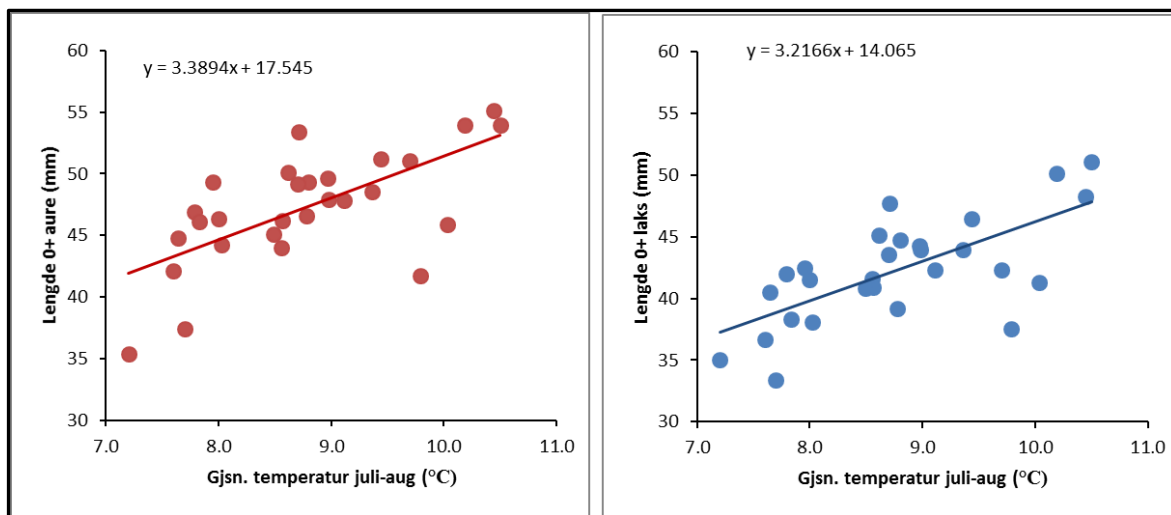 60
55
50
45
40
35
30
y = 3.3894x + 17.545
Lengde 0+ aure (mm)
7.0 8.0 9.0 10.0 11.0
Gjsn. temperatur juli-aug (°C)
60
55
50
45
40
35
30
y = 3.2166x + 14.065
Lengde 0+ laks (mm)
7.0 8.0 9.0 10.0 11.0
Gjsn. temperatur juli-aug (°C)